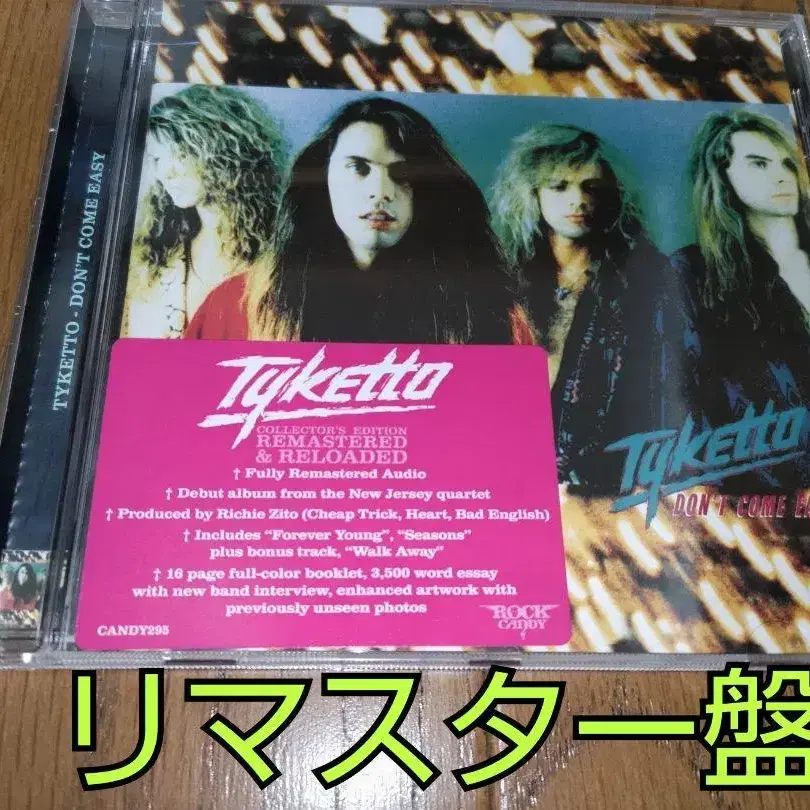 TYKETTO - DON'T COME EASY
Tyketto
COLLECTOR'S EDITION
REMASTERED
& RELOADED
† Fully Remastered Audio
† Debut album from the New Jersey quartet
† Produced by Richie Zito (Cheap Trick, Heart, Bad English)
† Includes "Forever Young", "Seasons"
plus bonus track, "Walk Away"
† 16 page full-color booklet, 3,500 word essay
with new band interview, enhanced artwork with
previously unseen photos
CANDY295
ROCK
CANDY
Tyketto
DON'T COME EA
リマスター盤